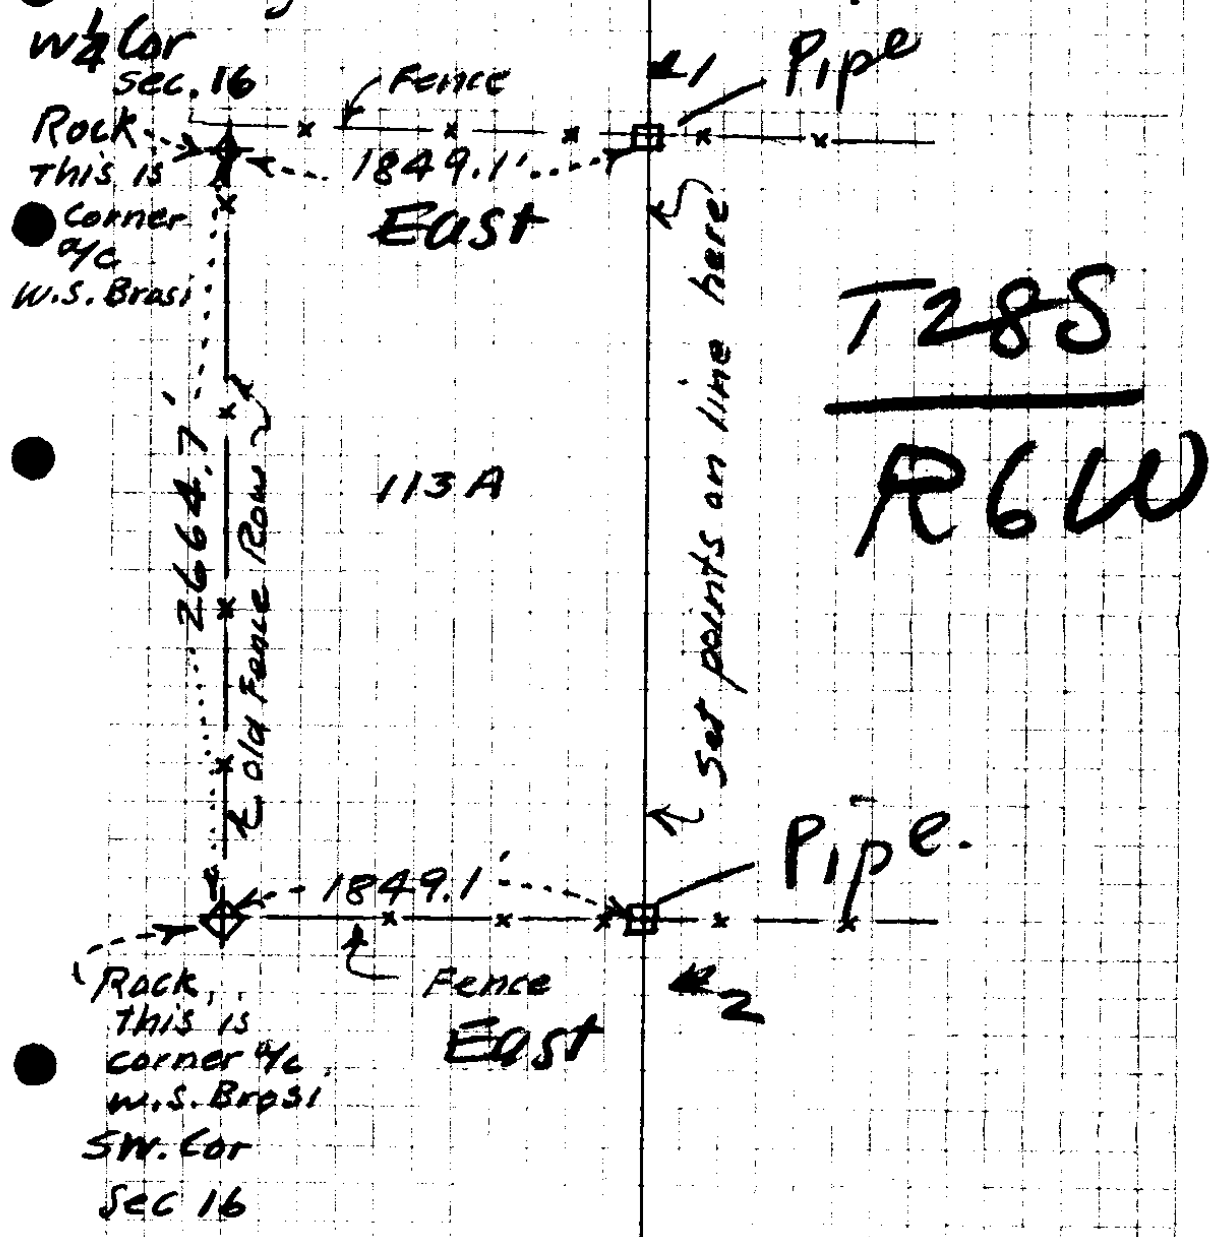 W 1/4 Cor
Sec. 16
Fence
1
Pipe
Rock
This is
Corner
a/c
W.S. Brasi
1849.1'
East
T28S
R6W
2664.7'
Old Fence Row
113 A
Set points on line here
Pipe.
1849.1'
Fence
East
2
Rock,
This is
corner a/c
W.S. Brasi
SW. Cor
Sec 16